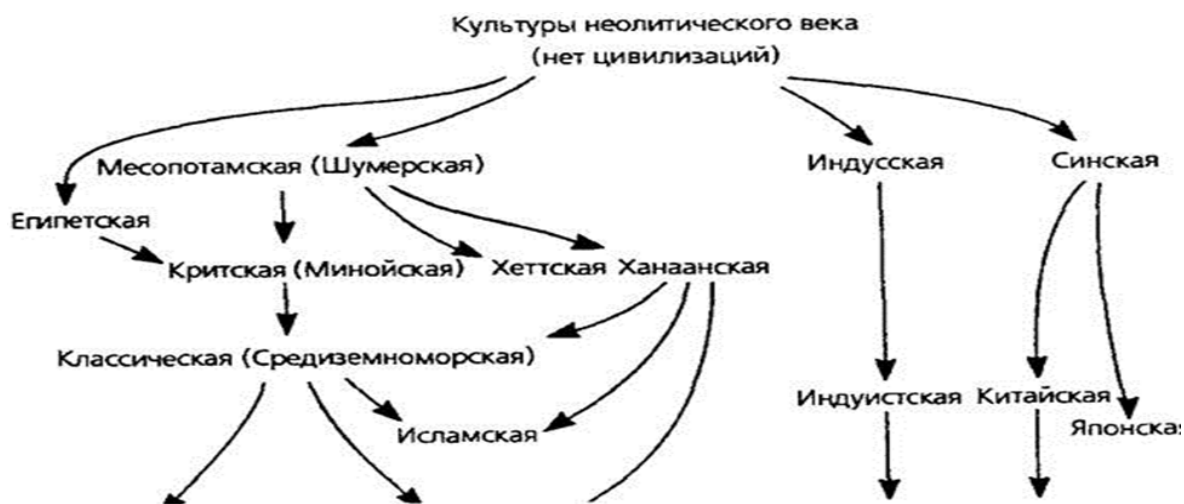 Культуры неолитического века
(нет цивилизаций)
Месопотамская (Шумерская)
Индусская
Синская
Египетская
Критская (Минойская)
Хеттская
Ханаанская
Классическая (Средиземноморская)
Индуистская
Китайская
Исламская
Японская